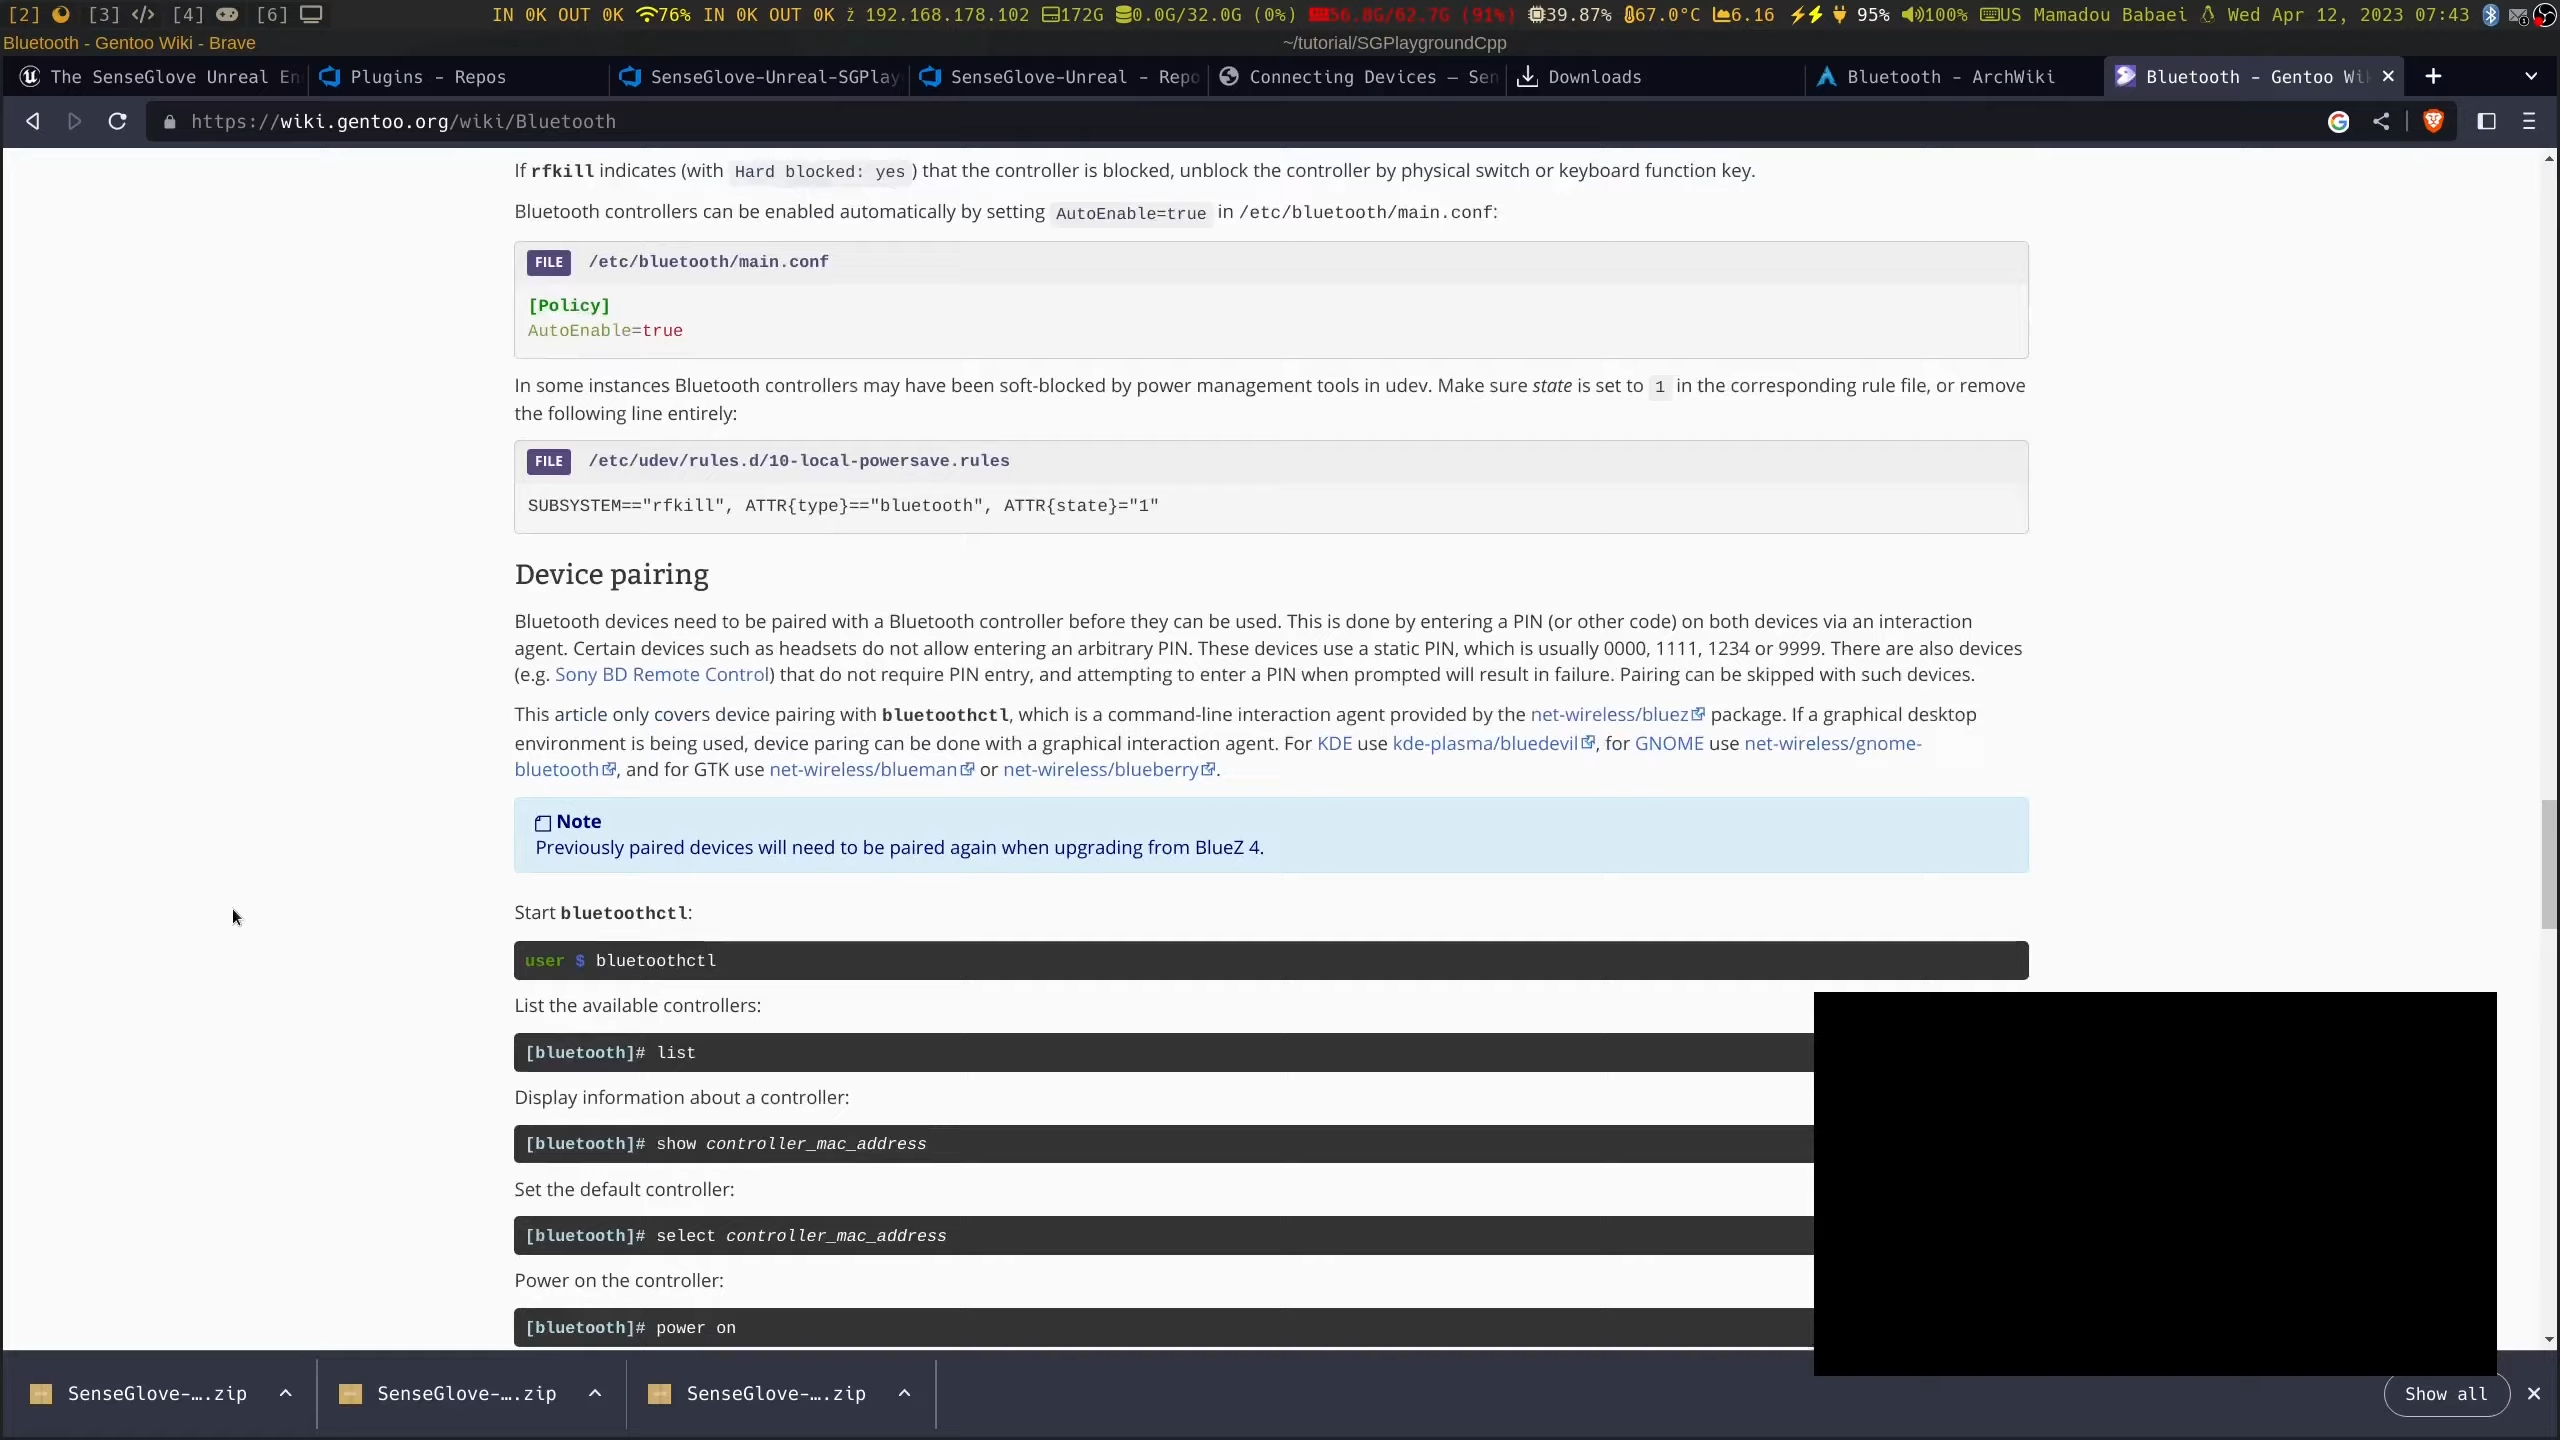 [2] [3] </> [4] [6] IN 0K OUT 0K 76% IN 0K OUT 0K ž 192.168.178.102 172G 0.0G/32.0G (0%) 56.8G/62.7G (91%) 39.87% 67.0°C 6.16 95% 100% US Mamadou Babaei Wed Apr 12, 2023 07:43
Bluetooth - Gentoo Wiki - Brave ~/tutorial/SGPlaygroundCpp
The SenseGlove Unreal En Plugins - Repos SenseGlove-Unreal-SGPlay SenseGlove-Unreal - Repo Connecting Devices — Sen Downloads Bluetooth - ArchWiki Bluetooth - Gentoo Wi
https://wiki.gentoo.org/wiki/Bluetooth
If rfkill indicates (with Hard blocked: yes ) that the controller is blocked, unblock the controller by physical switch or keyboard function key.
Bluetooth controllers can be enabled automatically by setting AutoEnable=true in /etc/bluetooth/main.conf:
FILE /etc/bluetooth/main.conf
[Policy]
AutoEnable=true
In some instances Bluetooth controllers may have been soft-blocked by power management tools in udev. Make sure state is set to 1 in the corresponding rule file, or remove
the following line entirely:
FILE /etc/udev/rules.d/10-local-powersave.rules
SUBSYSTEM=="rfkill", ATTR{type}=="bluetooth", ATTR{state}="1"
Device pairing
Bluetooth devices need to be paired with a Bluetooth controller before they can be used. This is done by entering a PIN (or other code) on both devices via an interaction
agent. Certain devices such as headsets do not allow entering an arbitrary PIN. These devices use a static PIN, which is usually 0000, 1111, 1234 or 9999. There are also devices
(e.g. Sony BD Remote Control) that do not require PIN entry, and attempting to enter a PIN when prompted will result in failure. Pairing can be skipped with such devices.
This article only covers device pairing with bluetoothctl, which is a command-line interaction agent provided by the net-wireless/bluez package. If a graphical desktop
environment is being used, device paring can be done with a graphical interaction agent. For KDE use kde-plasma/bluedevil, for GNOME use net-wireless/gnome-
bluetooth, and for GTK use net-wireless/blueman or net-wireless/blueberry.
Note
Previously paired devices will need to be paired again when upgrading from BlueZ 4.
Start bluetoothctl:
user $ bluetoothctl
List the available controllers:
[bluetooth]# list
Display information about a controller:
[bluetooth]# show controller_mac_address
Set the default controller:
[bluetooth]# select controller_mac_address
Power on the controller:
[bluetooth]# power on
SenseGlove-....zip SenseGlove-....zip SenseGlove-....zip Show all